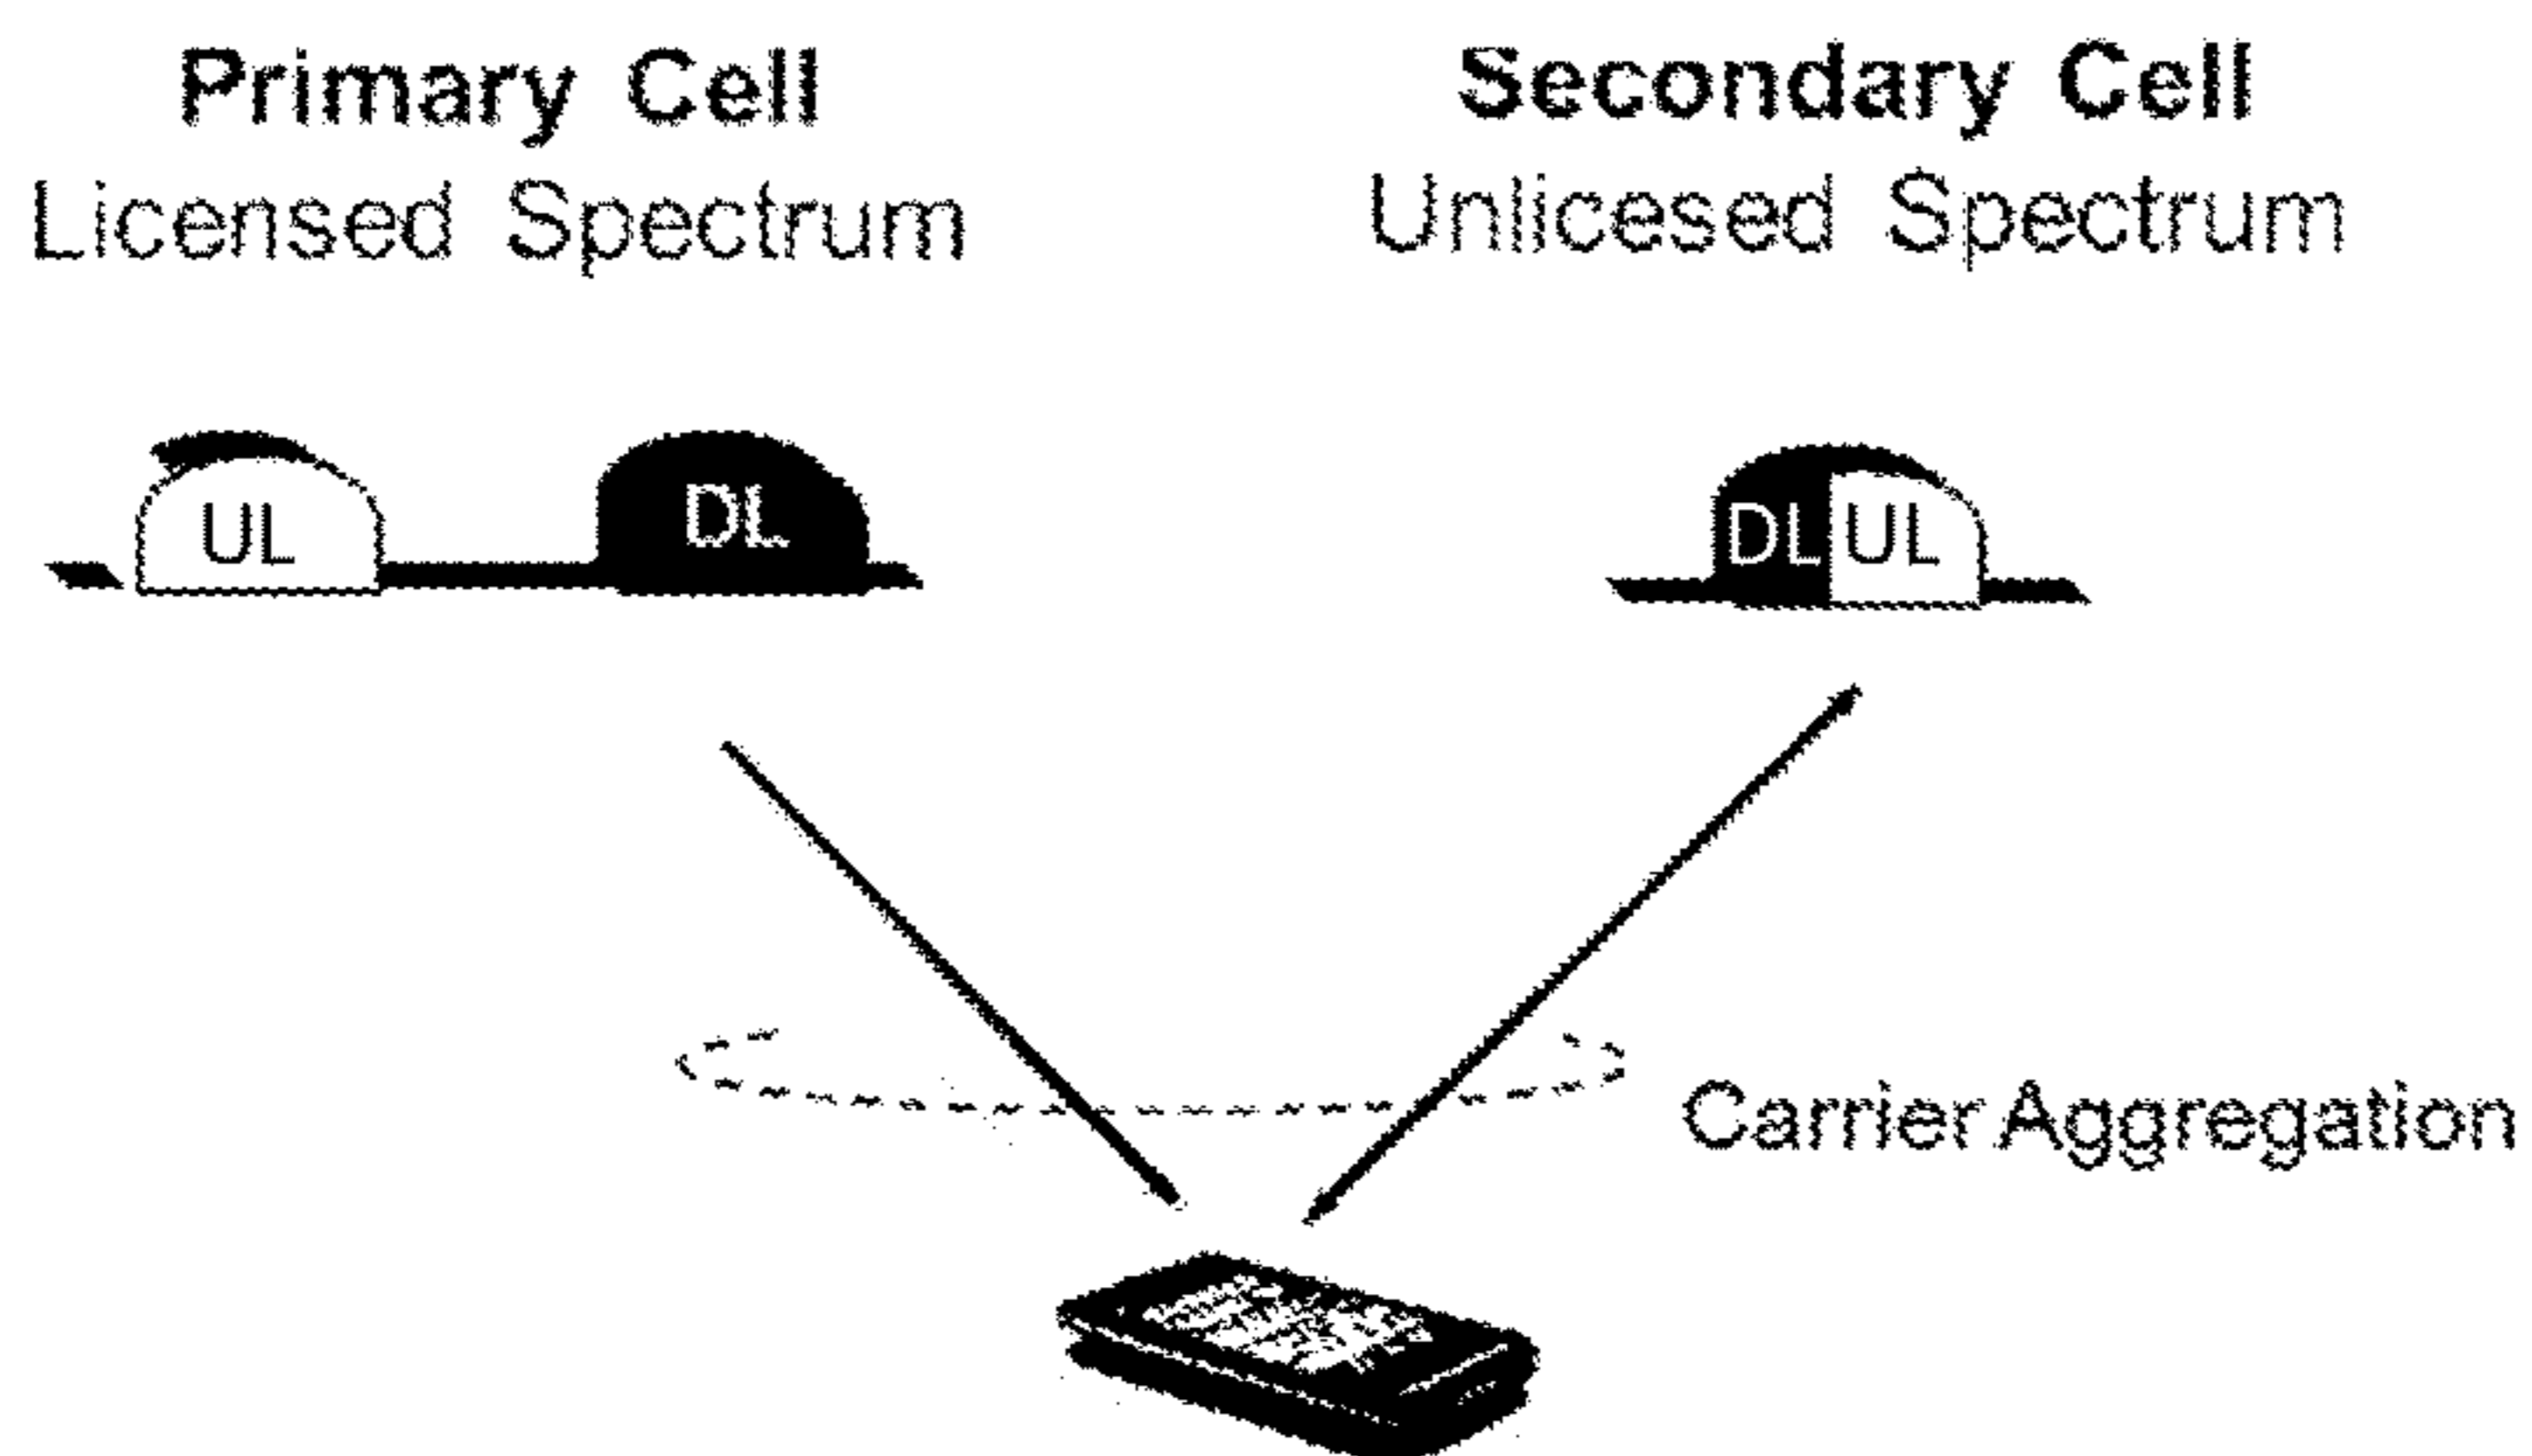 Primary Cell
Licensed Spectrum
Secondary Cell
Unlicesed Spectrum
UL
DL
DL UL
Carrier Aggregation